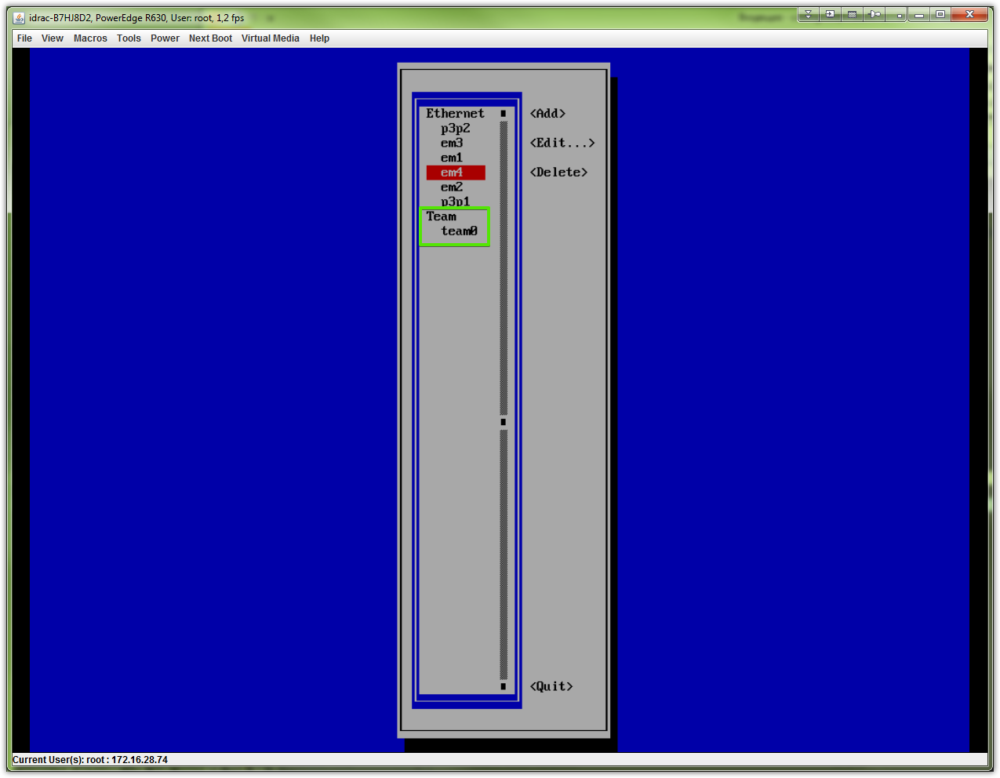 idrac-B7HJ8D2, PowerEdge R630, User: root, 1,2 fps
File View Macros Tools Power Next Boot Virtual Media Help
Ethernet <Add>
p3p2
em3 <Edit...>
em1
em4 <Delete>
em2
p3p1
Team
team0
<Quit>
Current User(s): root : 172.16.28.74